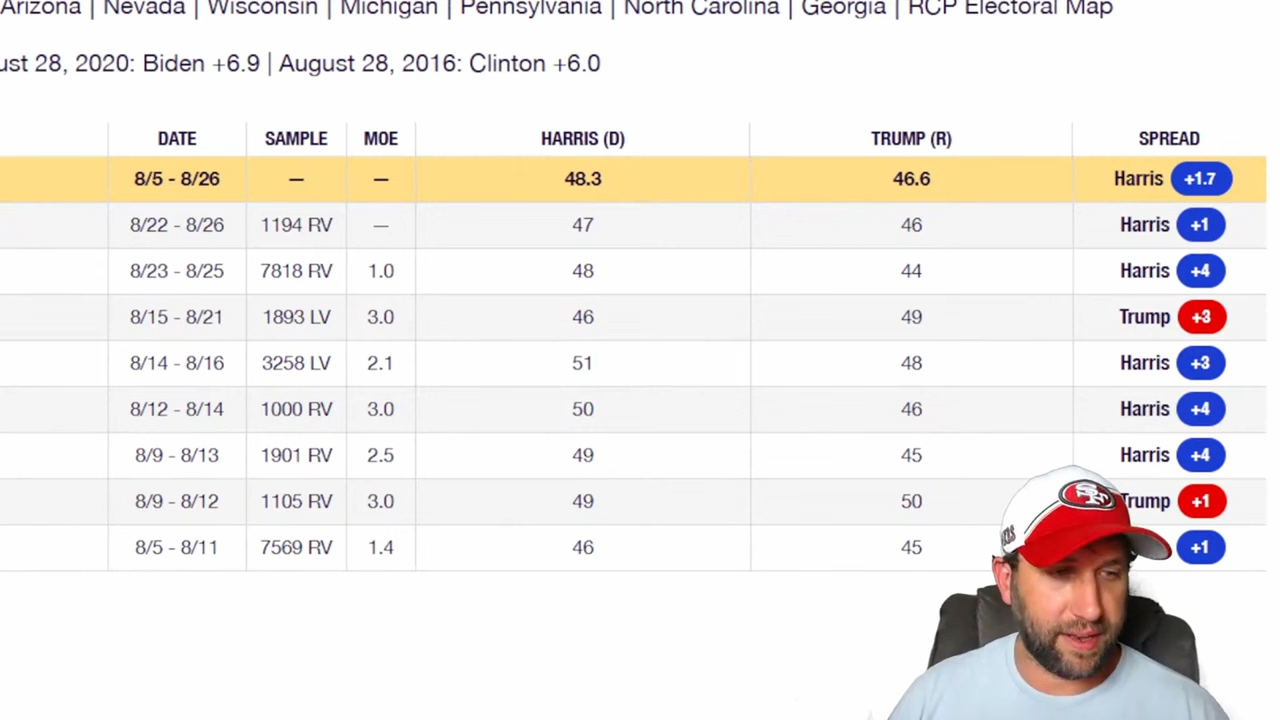 Arizona | Nevada | Wisconsin | Michigan | Pennsylvania | North Carolina | Georgia | RCP Electoral Map
ust 28, 2020: Biden +6.9 | August 28, 2016: Clinton +6.0
DATE SAMPLE MOE HARRIS (D) TRUMP (R) SPREAD
8/5 - 8/26 — — 48.3 46.6 Harris +1.7
8/22 - 8/26 1194 RV — 47 46 Harris +1
8/23 - 8/25 7818 RV 1.0 48 44 Harris +4
8/15 - 8/21 1893 LV 3.0 46 49 Trump +3
8/14 - 8/16 3258 LV 2.1 51 48 Harris +3
8/12 - 8/14 1000 RV 3.0 50 46 Harris +4
8/9 - 8/13 1901 RV 2.5 49 45 Harris +4
8/9 - 8/12 1105 RV 3.0 49 50 Trump +1
8/5 - 8/11 7569 RV 1.4 46 45 +1
SF